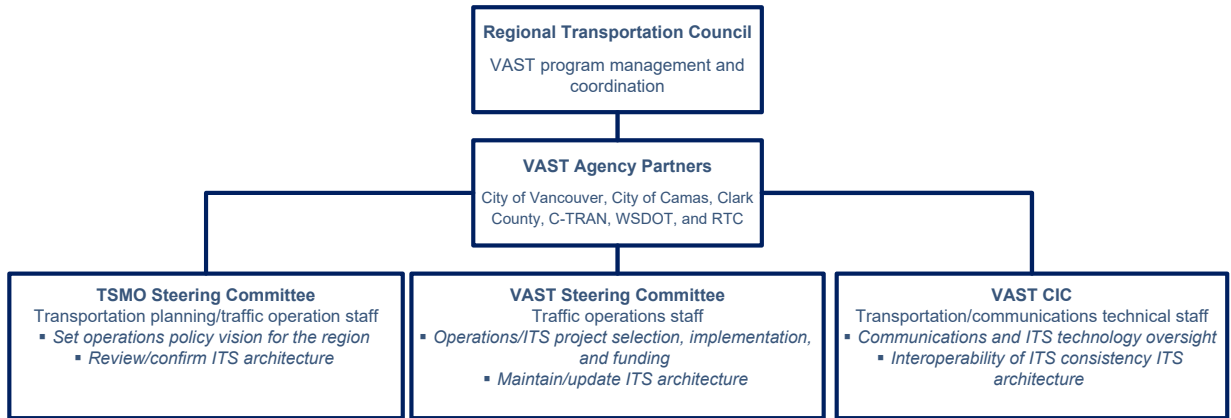 Regional Transportation Council
VAST program management and
coordination
VAST Agency Partners
City of Vancouver, City of Camas, Clark
County, C-TRAN, WSDOT, and RTC
TSMO Steering Committee
Transportation planning/traffic operation staff
▪ Set operations policy vision for the region
▪ Review/confirm ITS architecture
VAST Steering Committee
Traffic operations staff
▪ Operations/ITS project selection, implementation,
and funding
▪ Maintain/update ITS architecture
VAST CIC
Transportation/communications technical staff
▪ Communications and ITS technology oversight
▪ Interoperability of ITS consistency ITS
architecture